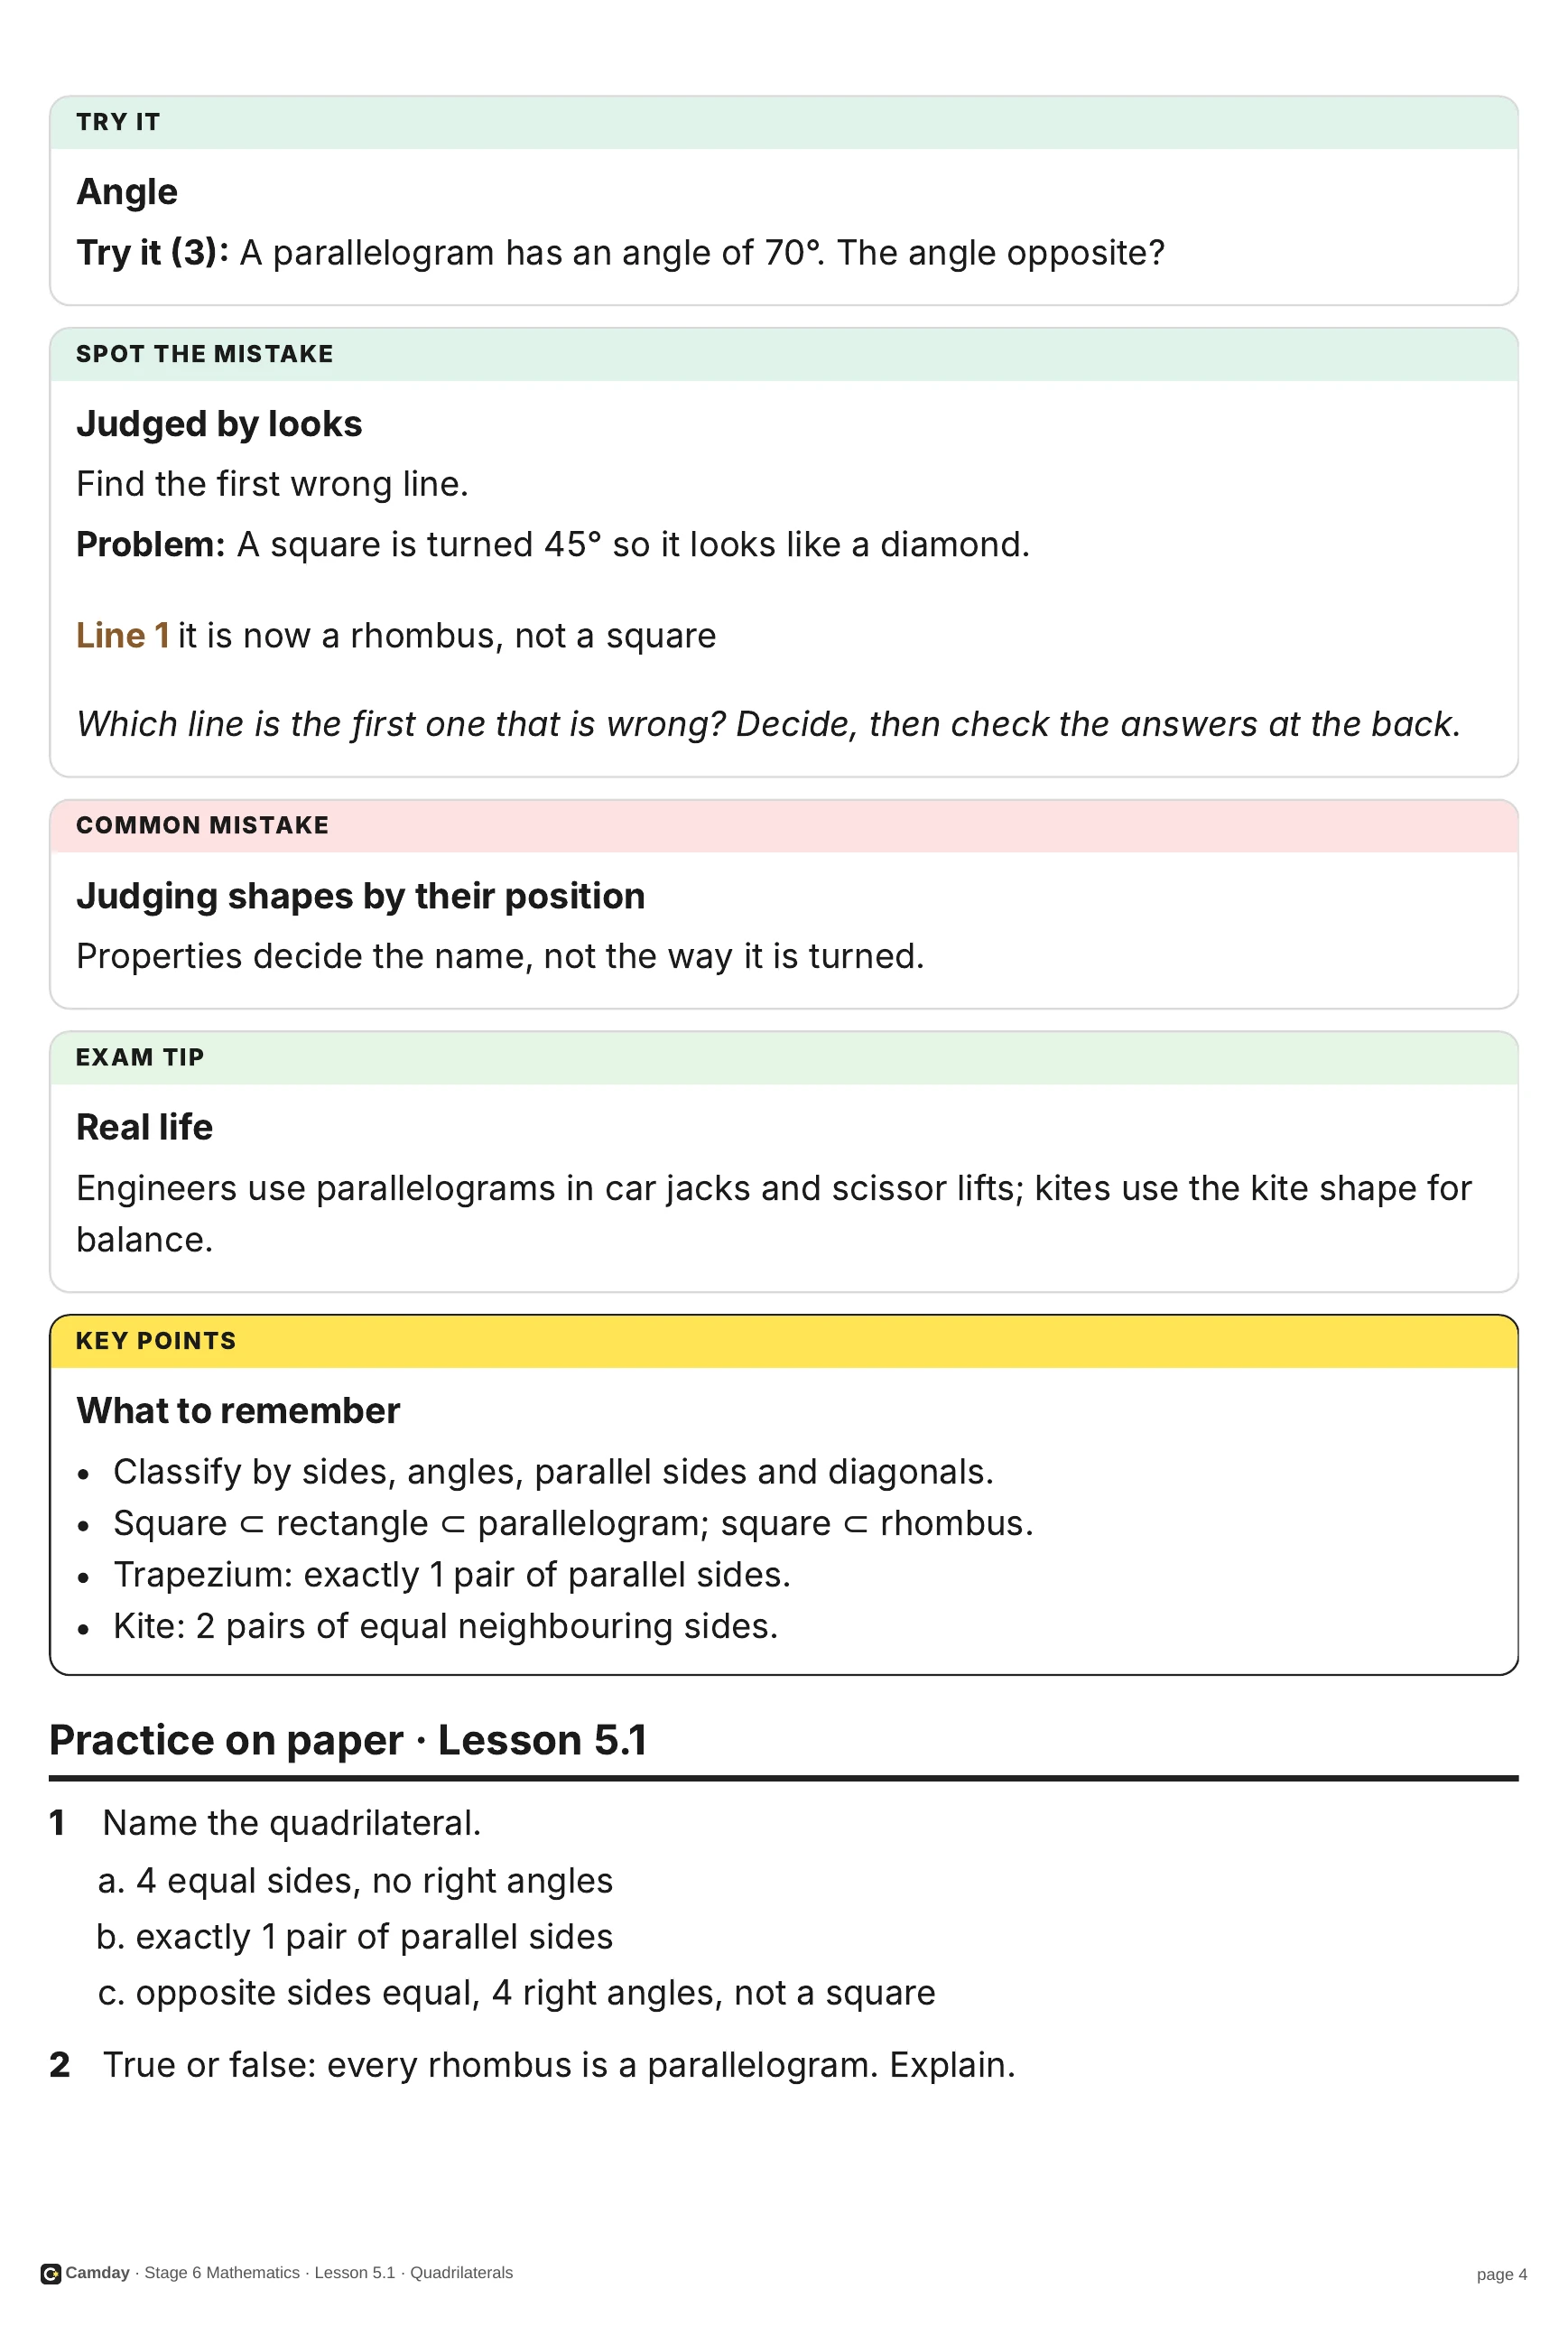 TRY IT
Angle
Try it (3): A parallelogram has an angle of 70°. The angle opposite?
SPOT THE MISTAKE
Judged by looks
Find the first wrong line.
Problem: A square is turned 45° so it looks like a diamond.
Line 1 it is now a rhombus, not a square
Which line is the first one that is wrong? Decide, then check the answers at the back.
COMMON MISTAKE
Judging shapes by their position
Properties decide the name, not the way it is turned.
EXAM TIP
Real life
Engineers use parallelograms in car jacks and scissor lifts; kites use the kite shape for
balance.
KEY POINTS
What to remember
• Classify by sides, angles, parallel sides and diagonals.
• Square ⊂ rectangle ⊂ parallelogram; square ⊂ rhombus.
• Trapezium: exactly 1 pair of parallel sides.
• Kite: 2 pairs of equal neighbouring sides.
Practice on paper · Lesson 5.1
1 Name the quadrilateral.
a. 4 equal sides, no right angles
b. exactly 1 pair of parallel sides
c. opposite sides equal, 4 right angles, not a square
2 True or false: every rhombus is a parallelogram. Explain.
Camday · Stage 6 Mathematics · Lesson 5.1 · Quadrilaterals
page 4